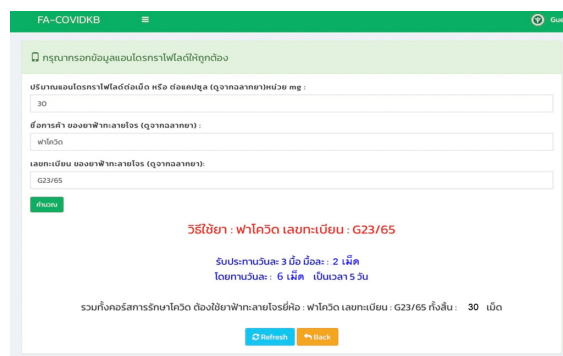 FA-COVIDKB
Gue
กรุณากรอกข้อมูลแอนโดรกราโฟไลด์ให้ถูกต้อง
ปริมาณแอนโดรกราโฟไลด์ต่อเม็ด หรือ ต่อแคปซูล (ดูจากฉลากยา)หน่วย mg :
30
ชื่อการค้า ของยาฟ้าทะลายโจร (ดูจากฉลากยา) :
ฟาโควิด
เลขทะเบียน ของยาฟ้าทะลายโจร (ดูจากฉลากยา):
G23/65
คำนวณ
วิธีใช้ยา : ฟาโควิด เลขทะเบียน : G23/65
รับประทานวันละ 3 มื้อ มื้อละ : 2 เม็ด
โดยทานวันละ : 6 เม็ด เป็นเวลา 5 วัน
รวมทั้งคอร์สการรักษาโควิด ต้องใช้ยาฟ้าทะลายโจรยี่ห้อ : ฟาโควิด เลขทะเบียน : G23/65 ทั้งสิ้น : 30 เม็ด
Refresh Back